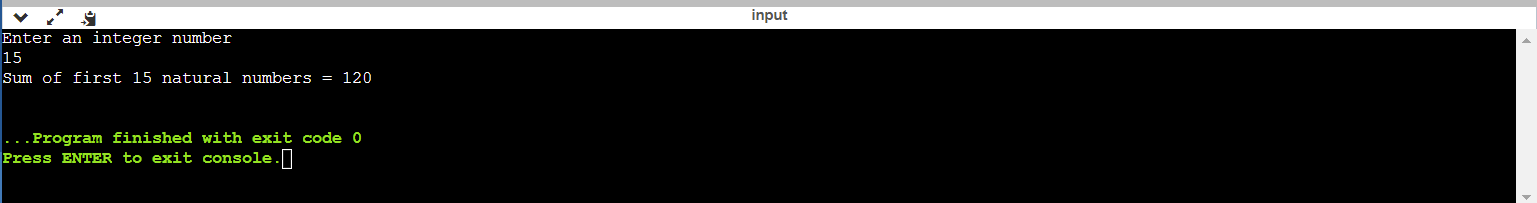 input
Enter an integer number
15
Sum of first 15 natural numbers = 120
...Program finished with exit code 0
Press ENTER to exit console.